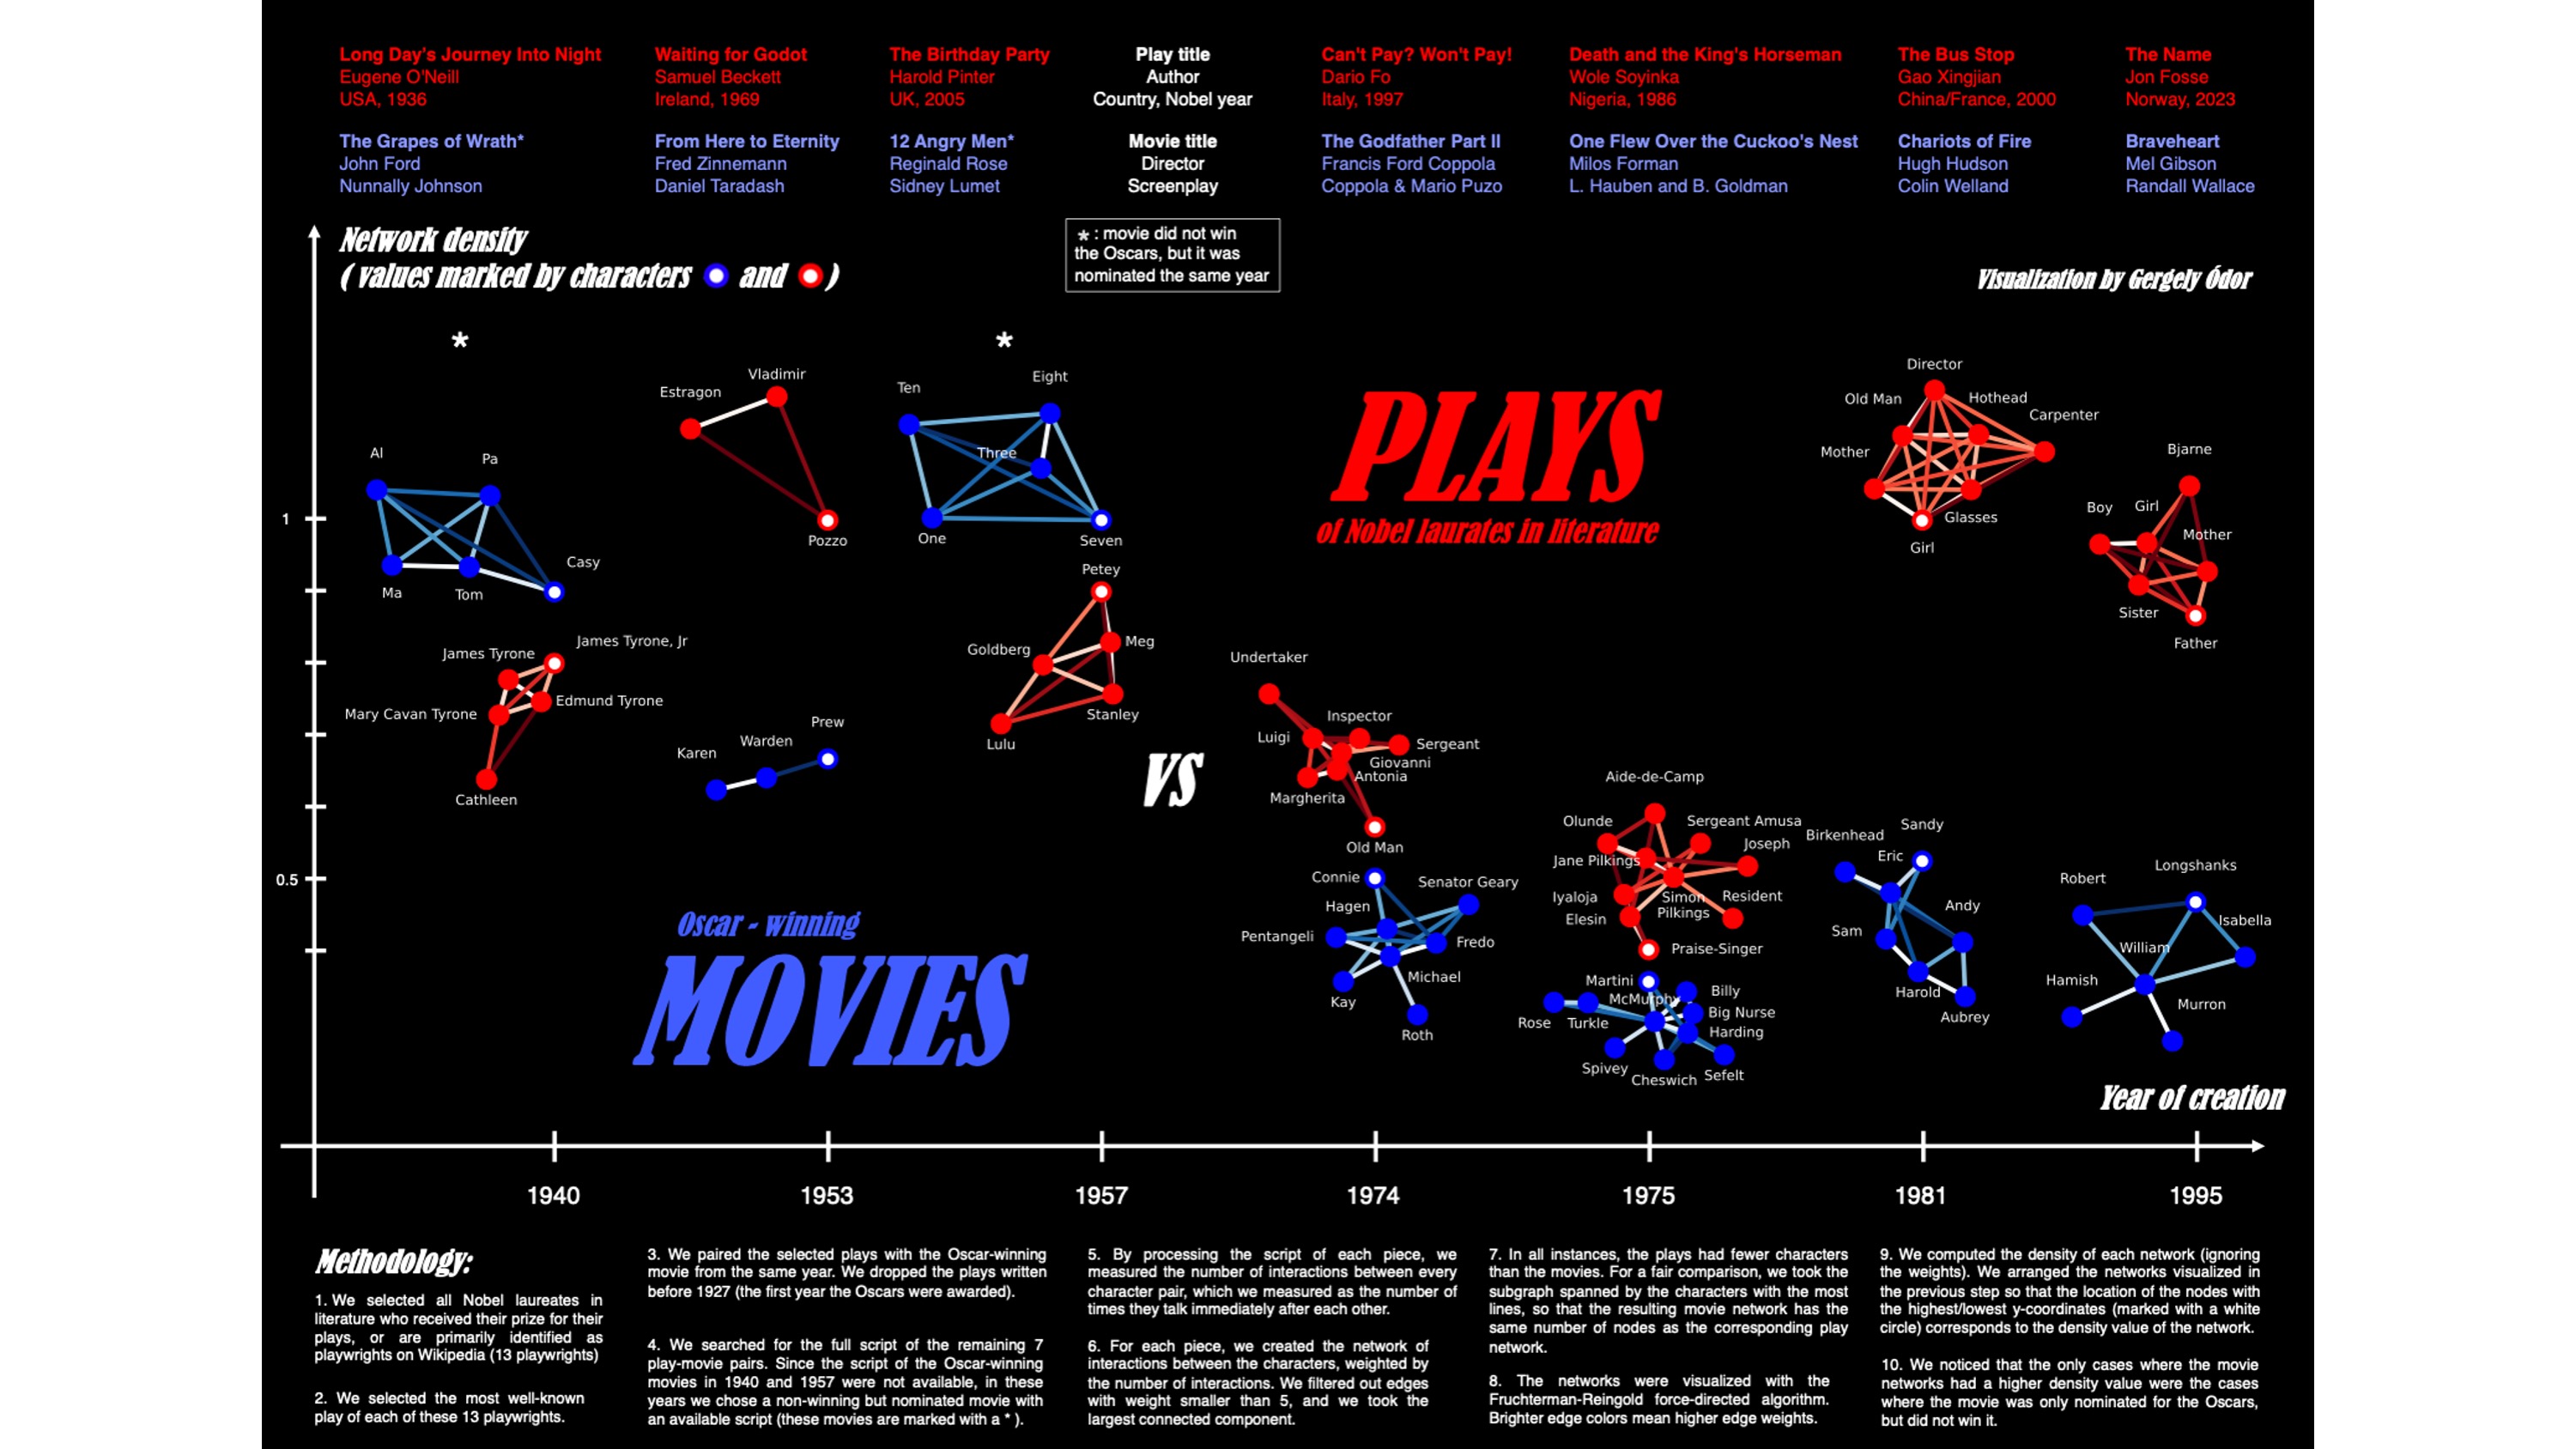 Long Day's Journey Into Night
Eugene O'Neill
USA, 1936
The Grapes of Wrath*
John Ford
Nunnally Johnson
Waiting for Godot
Samuel Beckett
Ireland, 1969
From Here to Eternity
Fred Zinnemann
Daniel Taradash
The Birthday Party
Harold Pinter
UK, 2005
12 Angry Men*
Reginald Rose
Sidney Lumet
Play title
Author
Country, Nobel year
Movie title
Director
Screenplay
Can't Pay? Won't Pay!
Dario Fo
Italy, 1997
The Godfather Part II
Francis Ford Coppola
Coppola & Mario Puzo
Death and the King's Horseman
Wole Soyinka
Nigeria, 1986
One Flew Over the Cuckoo's Nest
Milos Forman
L. Hauben and B. Goldman
The Bus Stop
Gao Xingjian
China/France, 2000
Chariots of Fire
Hugh Hudson
Colin Welland
The Name
Jon Fosse
Norway, 2023
Braveheart
Mel Gibson
Randall Wallace
Network density
( values marked by characters and )
* : movie did not win
the Oscars, but it was
nominated the same year
Visualization by Gergely Ódor
*
*
1
0.5
Al
Pa
Casy
Ma
Tom
James Tyrone
James Tyrone, Jr
Mary Cavan Tyrone
Edmund Tyrone
Cathleen
Estragon
Vladimir
Pozzo
Karen
Warden
Prew
Ten
Eight
Three
One
Seven
Petey
Goldberg
Meg
Stanley
Lulu
PLAYS
of Nobel laurates in literature
VS
Oscar - winning
MOVIES
Undertaker
Inspector
Luigi
Sergeant
Giovanni
Antonia
Margherita
Old Man
Connie
Senator Geary
Hagen
Pentangeli
Fredo
Michael
Kay
Roth
Aide-de-Camp
Olunde
Sergeant Amusa
Joseph
Jane Pilkings
Iyaloja
Simon
Pilkings
Resident
Elesin
Praise-Singer
Martini
McMurphy
Billy
Big Nurse
Rose
Turkle
Harding
Spivey
Cheswich
Sefelt
Director
Old Man
Hothead
Carpenter
Mother
Glasses
Girl
Birkenhead
Sandy
Eric
Andy
Sam
Harold
Aubrey
Bjarne
Boy
Girl
Mother
Sister
Father
Longshanks
Robert
Isabella
William
Hamish
Murron
Year of creation
1940
1953
1957
1974
1975
1981
1995
Methodology:
1. We selected all Nobel laureates in
literature who received their prize for their
plays, or are primarily identified as
playwrights on Wikipedia (13 playwrights)
2. We selected the most well-known
play of each of these 13 playwrights.
3. We paired the selected plays with the Oscar-winning
movie from the same year. We dropped the plays written
before 1927 (the first year the Oscars were awarded).
4. We searched for the full script of the remaining 7
play-movie pairs. Since the script of the Oscar-winning
movies in 1940 and 1957 were not available, in these
years we chose a non-winning but nominated movie with
an available script (these movies are marked with a * ).
5. By processing the script of each piece, we
measured the number of interactions between every
character pair, which we measured as the number of
times they talk immediately after each other.
6. For each piece, we created the network of
interactions between the characters, weighted by
the number of interactions. We filtered out edges
with weight smaller than 5, and we took the
largest connected component.
7. In all instances, the plays had fewer characters
than the movies. For a fair comparison, we took the
subgraph spanned by the characters with the most
lines, so that the resulting movie network has the
same number of nodes as the corresponding play
network.
8. The networks were visualized with the
Fruchterman-Reingold force-directed algorithm.
Brighter edge colors mean higher edge weights.
9. We computed the density of each network (ignoring
the weights). We arranged the networks visualized in
the previous step so that the location of the nodes with
the highest/lowest y-coordinates (marked with a white
circle) corresponds to the density value of the network.
10. We noticed that the only cases where the movie
networks had a higher density value were the cases
where the movie was only nominated for the Oscars,
but did not win it.